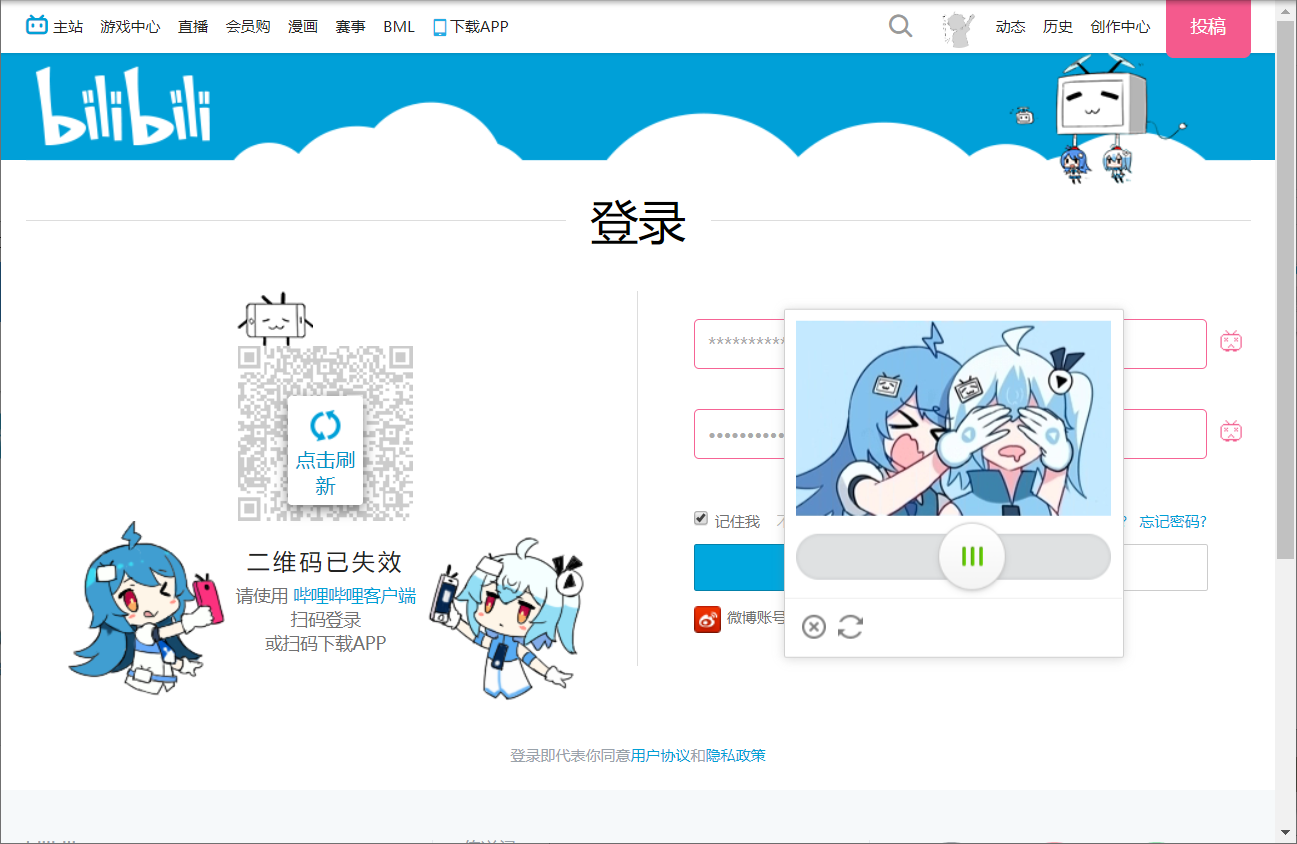 主站 游戏中心 直播 会员购 漫画 赛事 BML 下载APP 动态 历史 创作中心 投稿
bilibili
登录
点击刷
新
二维码已失效
请使用 哔哩哔哩客户端
扫码登录
或扫码下载APP
**********
••••••••••
记住我
? 忘记密码?
微博账号
登录即代表你同意用户协议和隐私政策